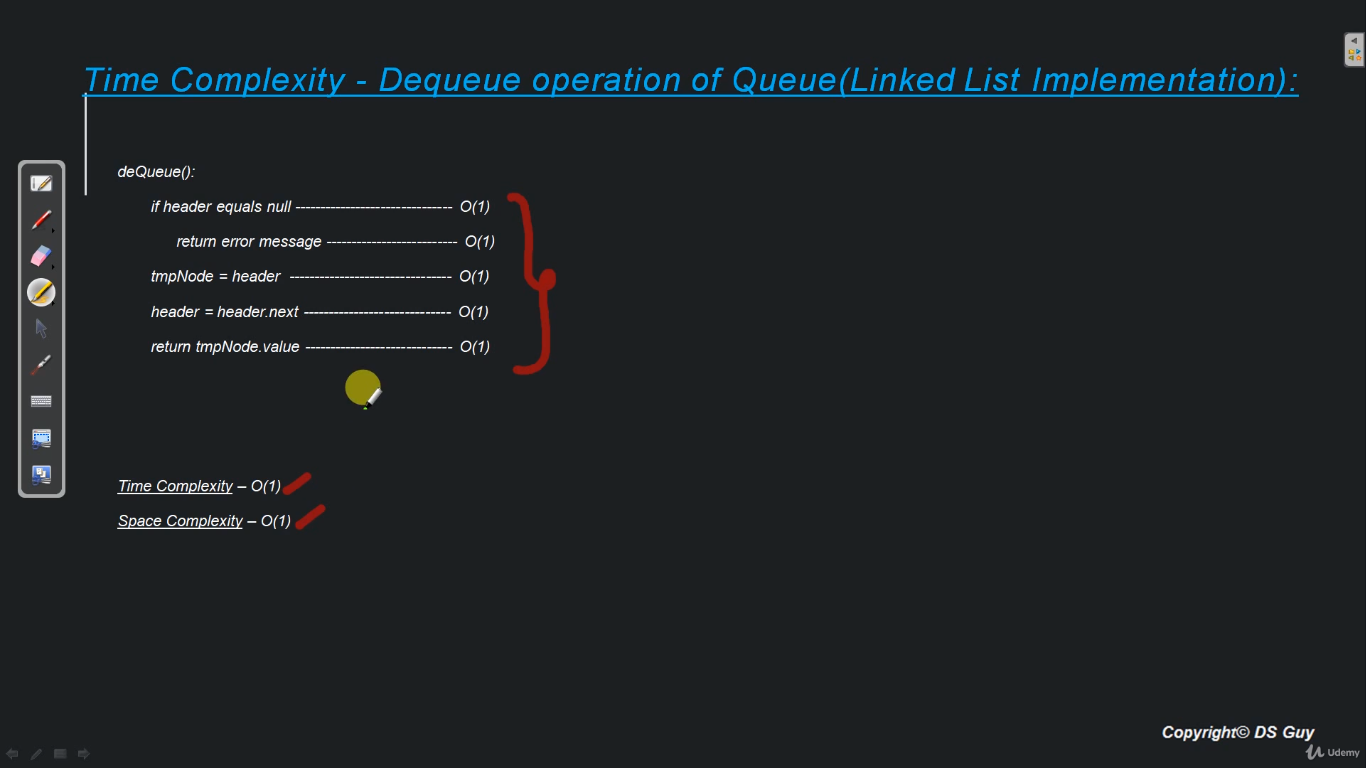 Time Complexity - Dequeue operation of Queue(Linked List Implementation):
deQueue():
if header equals null ------------------------------- O(1)
return error message -------------------------- O(1)
tmpNode = header -------------------------------- O(1)
header = header.next ----------------------------- O(1)
return tmpNode.value ----------------------------- O(1)
Time Complexity – O(1)
Space Complexity – O(1)
Copyright© DS Guy
Udemy